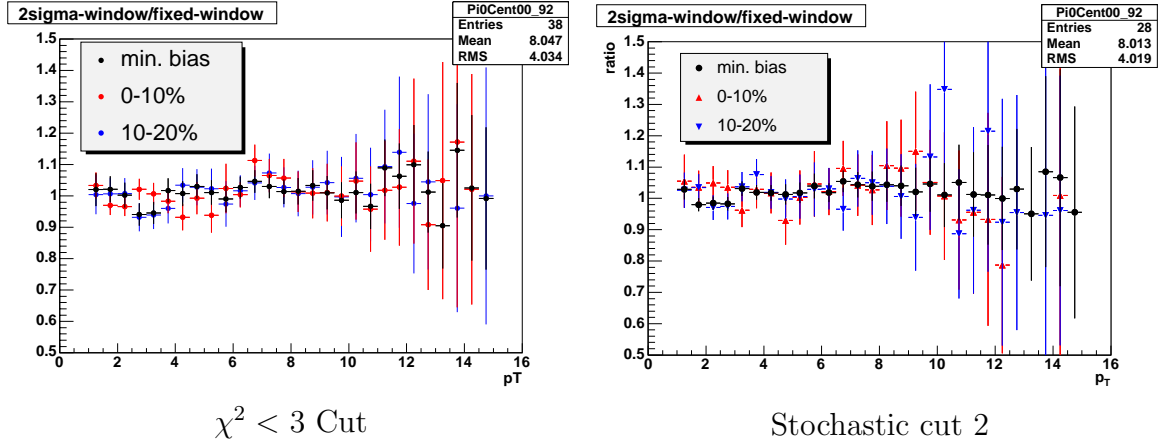 2sigma-window/fixed-window
Pi0Cent00_92
Entries 38
Mean 8.047
RMS 4.034
min. bias
0-10%
10-20%
1.5
1.4
1.3
1.2
1.1
1
0.9
0.8
0.7
0.6
0.5
0 2 4 6 8 10 12 14 16
pT
χ² < 3 Cut
2sigma-window/fixed-window
Pi0Cent00_92
Entries 28
Mean 8.013
RMS 4.019
ratio
min. bias
0-10%
10-20%
1.5
1.4
1.3
1.2
1.1
1
0.9
0.8
0.7
0.6
0.5
0 2 4 6 8 10 12 14 16
p_T
Stochastic cut 2